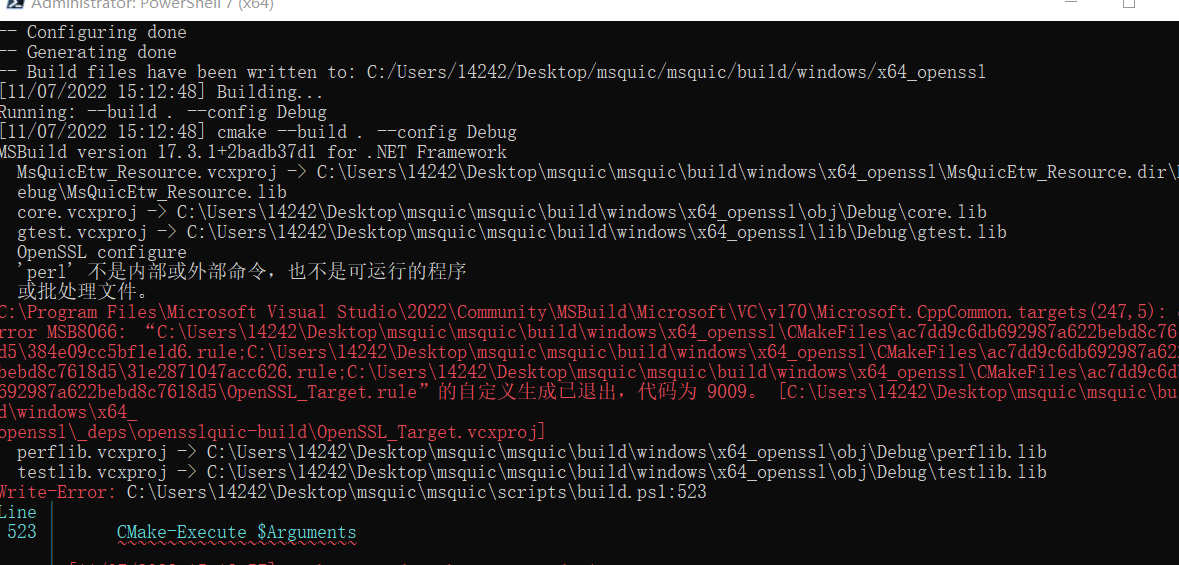 Administrator: PowerShell 7 (x64)
-- Configuring done
-- Generating done
-- Build files have been written to: C:/Users/14242/Desktop/msquic/msquic/build/windows/x64_openssl
[11/07/2022 15:12:48] Building...
Running: --build . --config Debug
[11/07/2022 15:12:48] cmake --build . --config Debug
MSBuild version 17.3.1+2badb37d1 for .NET Framework
MsQuicEtw_Resource.vcxproj -> C:\Users\14242\Desktop\msquic\msquic\build\windows\x64_openssl\MsQuicEtw_Resource.dir\
ebug\MsQuicEtw_Resource.lib
core.vcxproj -> C:\Users\14242\Desktop\msquic\msquic\build\windows\x64_openssl\obj\Debug\core.lib
gtest.vcxproj -> C:\Users\14242\Desktop\msquic\msquic\build\windows\x64_openssl\lib\Debug\gtest.lib
OpenSSL configure
'perl' 不是内部或外部命令，也不是可运行的程序
或批处理文件。
C:\Program Files\Microsoft Visual Studio\2022\Community\MSBuild\Microsoft\VC\v170\Microsoft.CppCommon.targets(247,5):
rror MSB8066: “C:\Users\14242\Desktop\msquic\msquic\build\windows\x64_openssl\CMakeFiles\ac7dd9c6db692987a622bebd8c76
d5\384e09cc5bf1e1d6.rule;C:\Users\14242\Desktop\msquic\msquic\build\windows\x64_openssl\CMakeFiles\ac7dd9c6db692987a622
bebd8c7618d5\31e2871047acc626.rule;C:\Users\14242\Desktop\msquic\msquic\build\windows\x64_openssl\CMakeFiles\ac7dd9c6d
692987a622bebd8c7618d5\OpenSSL_Target.rule”的自定义生成已退出，代码为 9009。 [C:\Users\14242\Desktop\msquic\msquic\bu
d\windows\x64_
openssl\_deps\opensslquic-build\OpenSSL_Target.vcxproj]
perflib.vcxproj -> C:\Users\14242\Desktop\msquic\msquic\build\windows\x64_openssl\obj\Debug\perflib.lib
testlib.vcxproj -> C:\Users\14242\Desktop\msquic\msquic\build\windows\x64_openssl\obj\Debug\testlib.lib
Write-Error: C:\Users\14242\Desktop\msquic\msquic\scripts\build.ps1:523
Line |
523 | CMake-Execute $Arguments